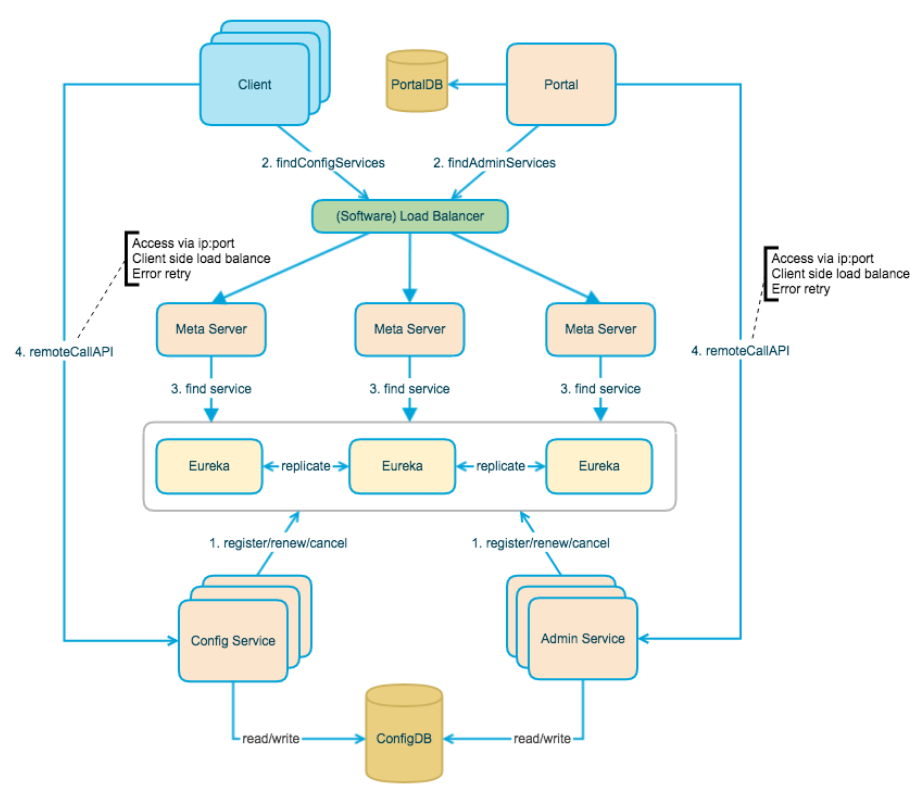 Client
PortalDB
Portal
2. findConfigServices
2. findAdminServices
(Software) Load Balancer
Access via ip:port
Client side load balance
Error retry
Access via ip:port
Client side load balance
Error retry
Meta Server
Meta Server
Meta Server
4. remoteCallAPI
4. remoteCallAPI
3. find service
3. find service
3. find service
Eureka
replicate
Eureka
replicate
Eureka
1. register/renew/cancel
1. register/renew/cancel
Config Service
Admin Service
read/write
ConfigDB
read/write